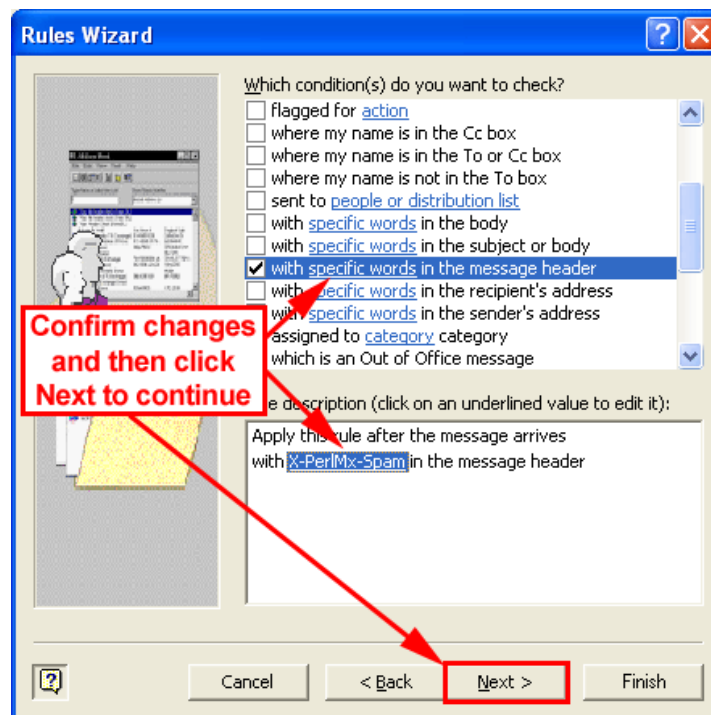 Rules Wizard
Which condition(s) do you want to check?
flagged for action
where my name is in the Cc box
where my name is in the To or Cc box
where my name is not in the To box
sent to people or distribution list
with specific words in the body
with specific words in the subject or body
with specific words in the message header
with specific words in the recipient's address
with specific words in the sender's address
assigned to category category
which is an Out of Office message
Confirm changes
and then click
Next to continue
description (click on an underlined value to edit it):
Apply this rule after the message arrives
with X-PerlMx-Spam in the message header
Cancel
< Back
Next >
Finish